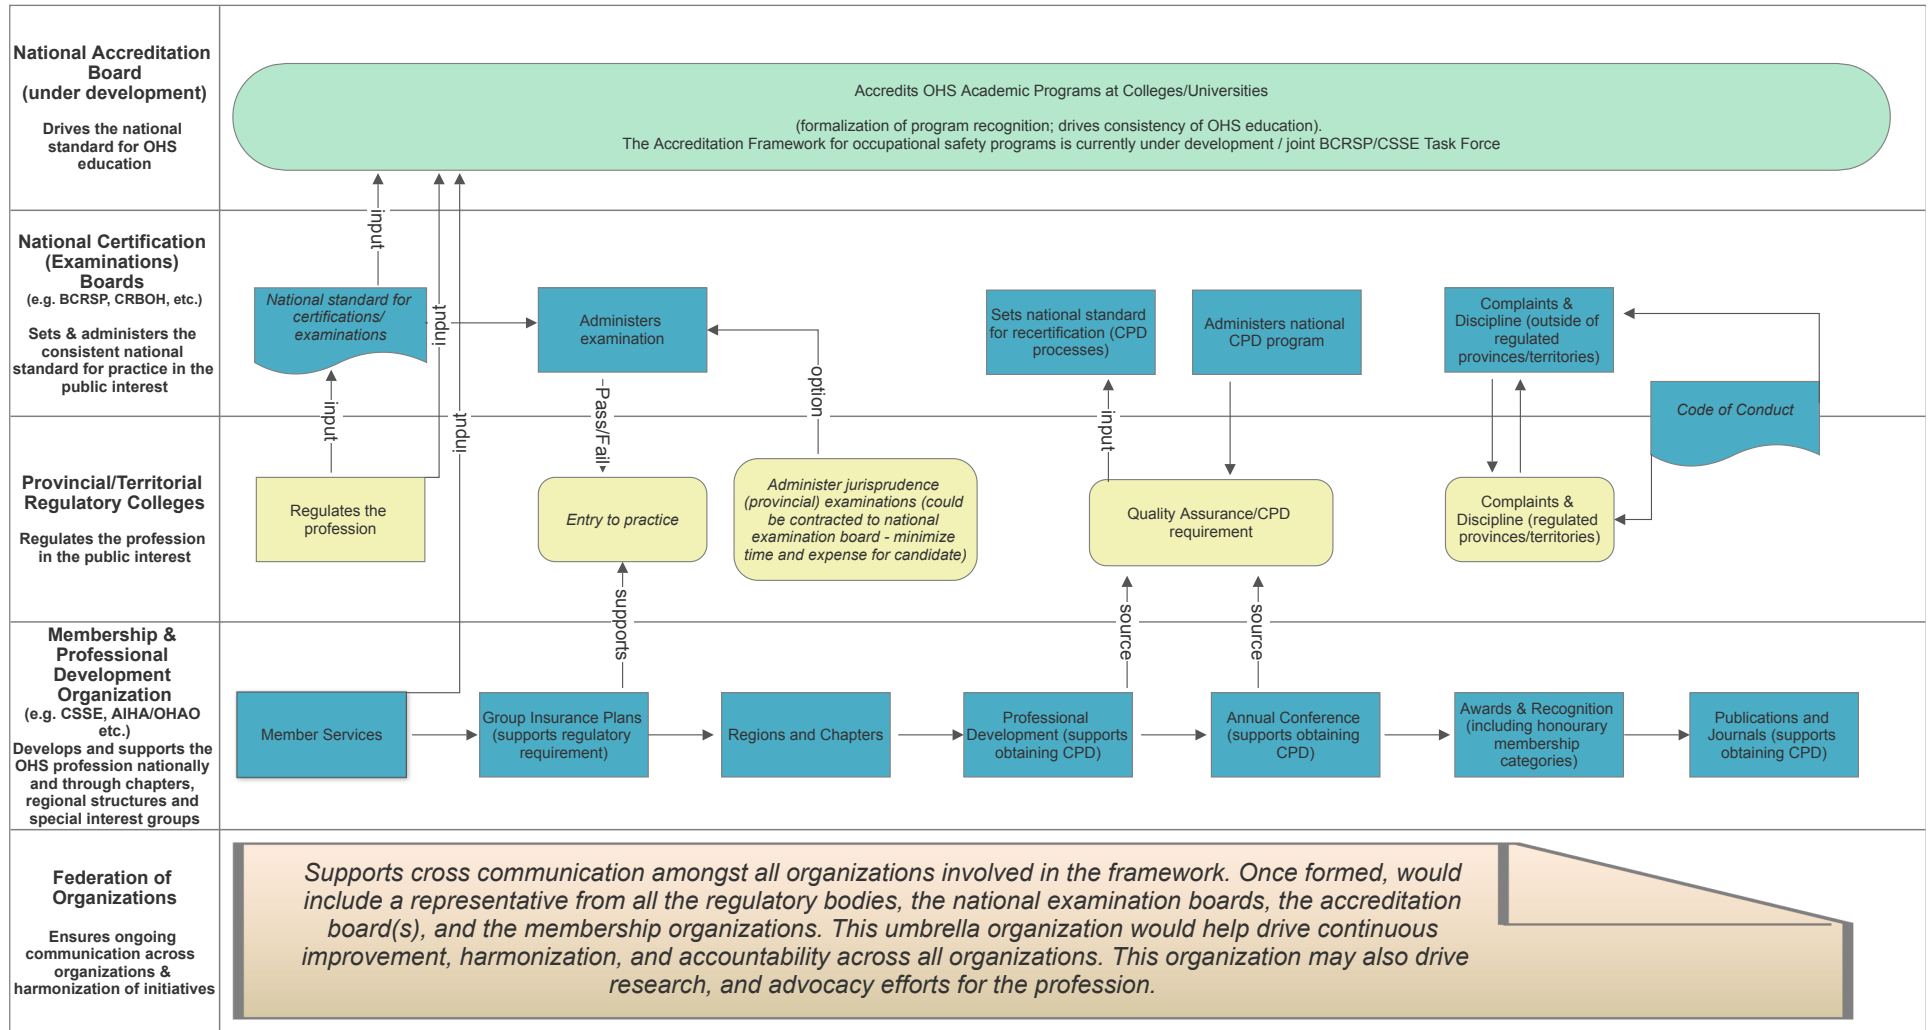 National Accreditation
Board
(under development)
Drives the national
standard for OHS
education
Accredits OHS Academic Programs at Colleges/Universities
(formalization of program recognition; drives consistency of OHS education).
The Accreditation Framework for occupational safety programs is currently under development / joint BCRSP/CSSE Task Force
National Certification
(Examinations)
Boards
(e.g. BCRSP, CRBOH, etc.)
Sets & administers the
consistent national
standard for practice in the
public interest
input
input
input
National standard for
certifications/
examinations
Administers
examination
Sets national standard
for recertification (CPD
processes)
Administers national
CPD program
Complaints &
Discipline (outside of
regulated
provinces/territories)
Code of Conduct
input
Pass/Fail
option
input
Provincial/Territorial
Regulatory Colleges
Regulates the profession
in the public interest
Regulates the
profession
Entry to practice
Administer jurisprudence
(provincial) examinations (could
be contracted to national
examination board - minimize
time and expense for candidate)
Quality Assurance/CPD
requirement
Complaints &
Discipline (regulated
provinces/territories)
supports
source
source
Membership &
Professional
Development
Organization
(e.g. CSSE, AIHA/OHAO
etc.)
Develops and supports the
OHS profession nationally
and through chapters,
regional structures and
special interest groups
Member Services
Group Insurance Plans
(supports regulatory
requirement)
Regions and Chapters
Professional
Development (supports
obtaining CPD)
Annual Conference
(supports obtaining
CPD)
Awards & Recognition
(including honourary
membership
categories)
Publications and
Journals (supports
obtaining CPD)
Federation of
Organizations
Ensures ongoing
communication across
organizations &
harmonization of initiatives
Supports cross communication amongst all organizations involved in the framework. Once formed, would
include a representative from all the regulatory bodies, the national examination boards, the accreditation
board(s), and the membership organizations. This umbrella organization would help drive continuous
improvement, harmonization, and accountability across all organizations. This organization may also drive
research, and advocacy efforts for the profession.